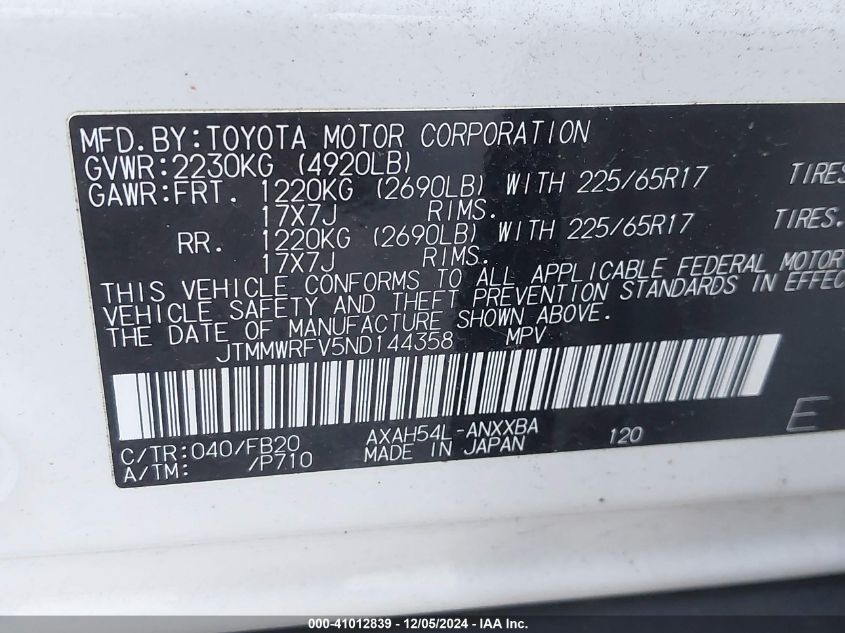 MFD.BY:TOYOTA MOTOR CORPORATION
GVWR:2230KG (4920LB)
GAWR:FRT. 1220KG (2690LB) WITH 225/65R17 TIRES
17X7J RIMS.
RR. 1220KG (2690LB) WITH 225/65R17 TIRES.
17X7J RIMS.
THIS VEHICLE CONFORMS TO ALL APPLICABLE FEDERAL MOTOR
VEHICLE SAFETY AND THEFT PREVENTION STANDARDS IN EFFEC
THE DATE OF MANUFACTURE SHOWN ABOVE.
JTMMWRFV5ND144358 MPV
C/TR:040/FB20 AXAH54L-ANXXBA 120 E
A/TM: /P710 MADE IN JAPAN
000-41012839 - 12/05/2024 - IAA Inc.